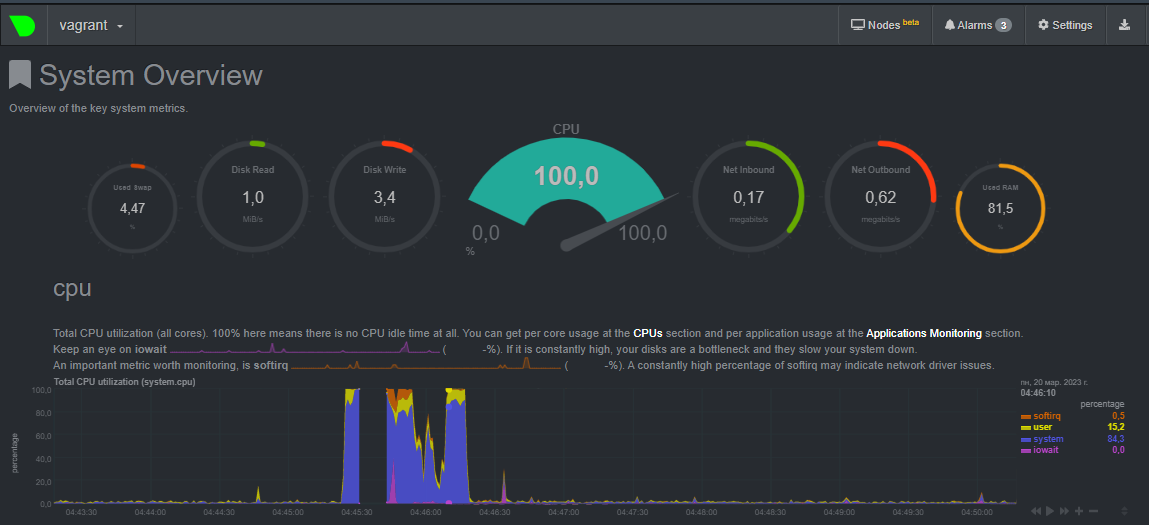 vagrant
Nodes beta
Alarms 3
Settings
System Overview
Overview of the key system metrics.
CPU
Disk Read
Disk Write
100,0
Net Inbound
Net Outbound
Used Swap
Used RAM
4,47
1,0
3,4
0,17
0,62
81,5
%
MiB/s
MiB/s
megabits/s
megabits/s
%
0,0
100,0
%
cpu
Total CPU utilization (all cores). 100% here means there is no CPU idle time at all. You can get per core usage at the CPUs section and per application usage at the Applications Monitoring section.
Keep an eye on iowait ( -%). If it is constantly high, your disks are a bottleneck and they slow your system down.
An important metric worth monitoring, is softirq ( -%). A constantly high percentage of softirq may indicate network driver issues.
Total CPU utilization (system.cpu)
пн, 20 мар. 2023 г.
04:46:10
percentage
softirq 0,5
user 15,2
system 84,3
iowait 0,0
percentage
100,0
80,0
60,0
40,0
20,0
0,0
04:43:30 04:44:00 04:44:30 04:45:00 04:45:30 04:46:00 04:46:30 04:47:00 04:47:30 04:48:00 04:48:30 04:49:00 04:49:30 04:50:00